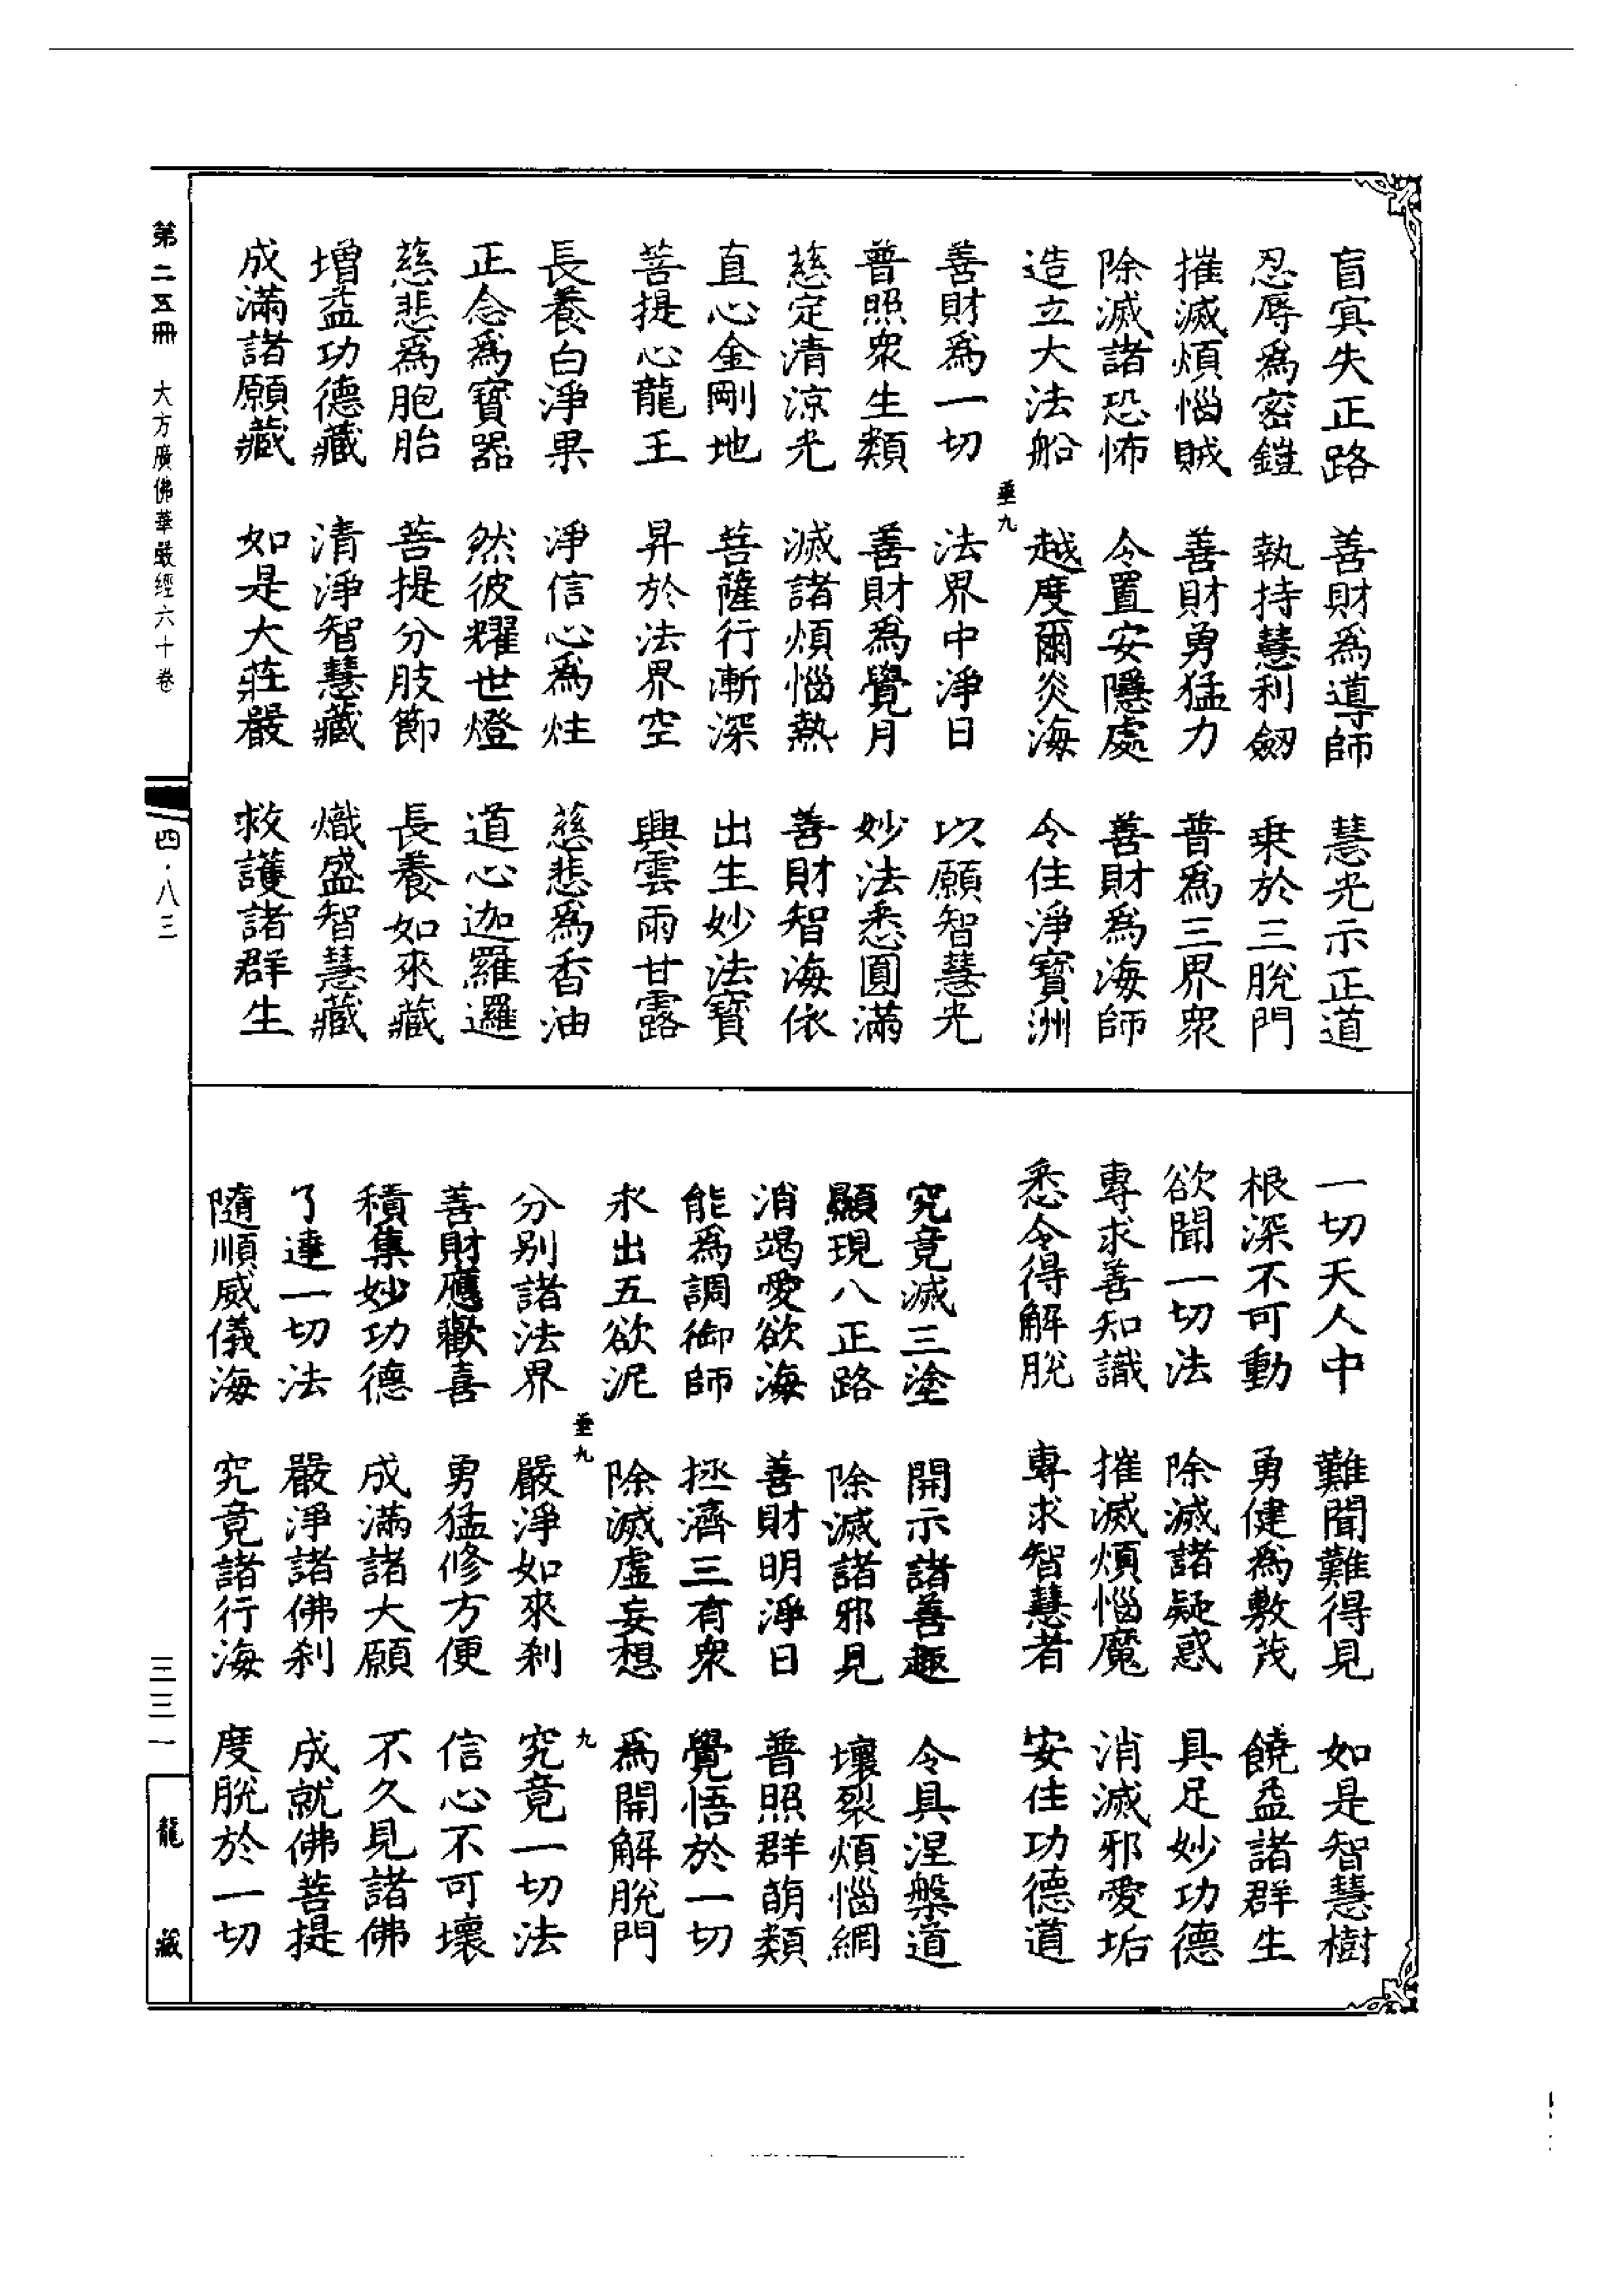 盲㝠失正路　善財爲導師　慧光示正道
忍辱爲密鎧　執持慧利劒　乗於三脫門
摧滅煩惱賊　善財勇猛力　普爲三界衆
除滅諸恐怖　令置安隱處　善財爲海師
造立大法船　越度爾炎海　令住淨寶洲
垂九
善財爲一切　法界中淨日　以願智慧光
普照衆生類　善財爲覺月　妙法悉圓滿
慈定清涼光　滅諸煩惱熱　善財智海依
直心金剛地　菩薩行漸深　出生妙法寶
菩提心龍王　昇於法界空　興雲雨甘露
長養白淨果　淨信心爲炷　慈悲爲香油
正念爲寶器　然彼耀世燈　道心迦羅邏
慈悲爲胞胎　菩提分肢節　長養如來藏
增益功德藏　清淨智慧藏　熾盛智慧藏
成滿諸願藏　如是大莊嚴　救護諸群生
一切天人中　難聞難得見　如是智慧樹
根深不可動　勇健爲敷茂　饒益諸群生
欲聞一切法　除滅諸疑惑　具足妙功德
專求善知識　摧滅煩惱魔　消滅邪愛垢
悉令得解脫　專求智慧者　安住功德道
究竟滅三塗　開示諸善趣　令具涅槃道
顯現八正路　除滅諸邪見　壞裂煩惱網
消竭愛欲海　善財明淨日　普照群萌類
能爲調御師　拯濟三有衆　覺悟於一切
永出五欲泥　除滅虛妄想　爲開解脫門
垂九　九
分别諸法界　嚴淨如來刹　究竟一切法
善財應歡喜　勇猛修方便　信心不可壞
積集妙功德　成滿諸大願　不久見諸佛
了達一切法　嚴淨諸佛刹　成就佛菩提
隨順威儀海　究竟諸行海　度脫於一切
第二五冊　大方廣佛華嚴經六十卷　四·八三
三三一
龍藏